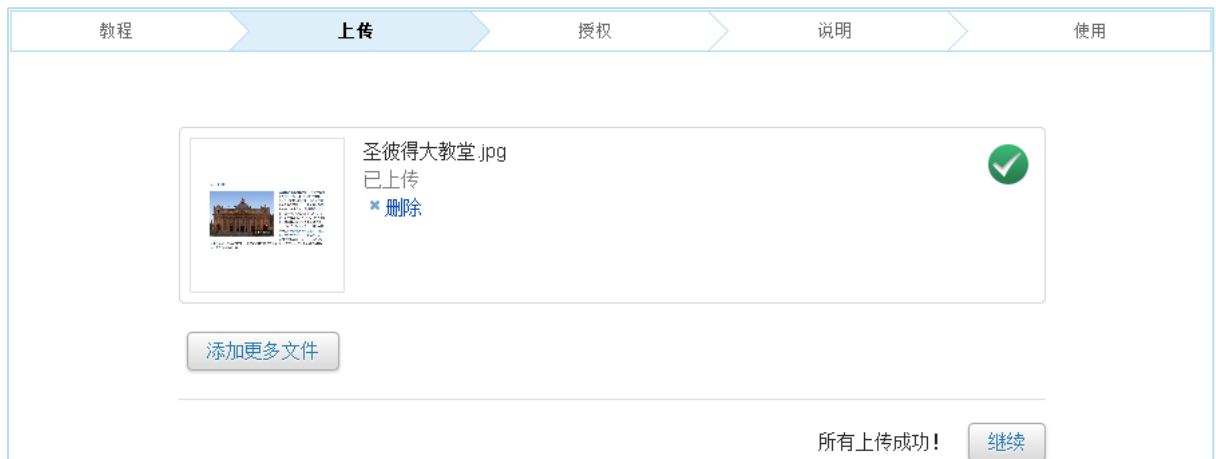 教程 上传 授权 说明 使用
圣彼得大教堂.jpg
已上传
删除
添加更多文件
所有上传成功！ 继续